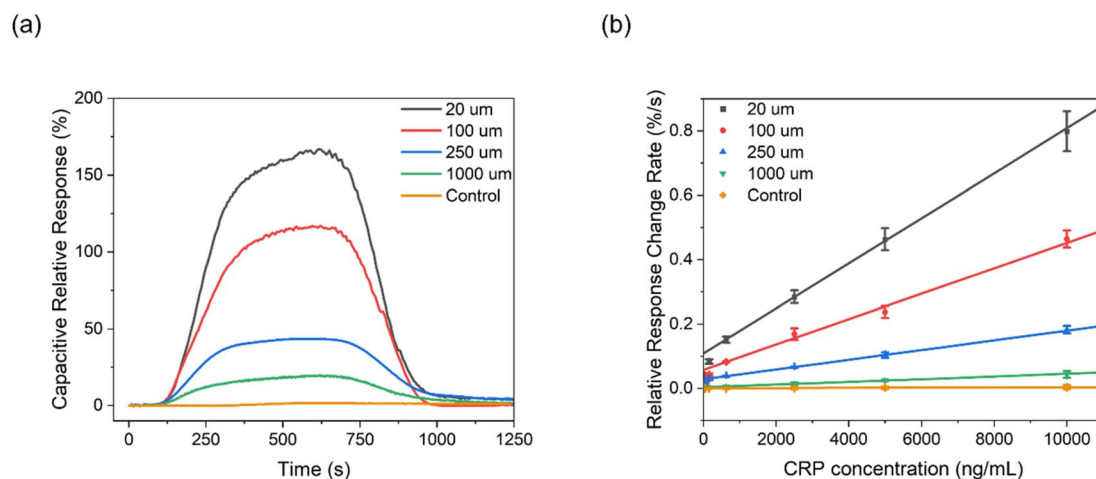 (a)
(b)
200
150
100
50
0
0
250
500
750
1000
1250
Capacitive Relative Response (%)
Time (s)
20 um
100 um
250 um
1000 um
Control
0.8
0.6
0.4
0.2
0.0
0
2000
4000
6000
8000
10000
Relative Response Change Rate (%/s)
CRP concentration (ng/mL)
20 um
100 um
250 um
1000 um
Control